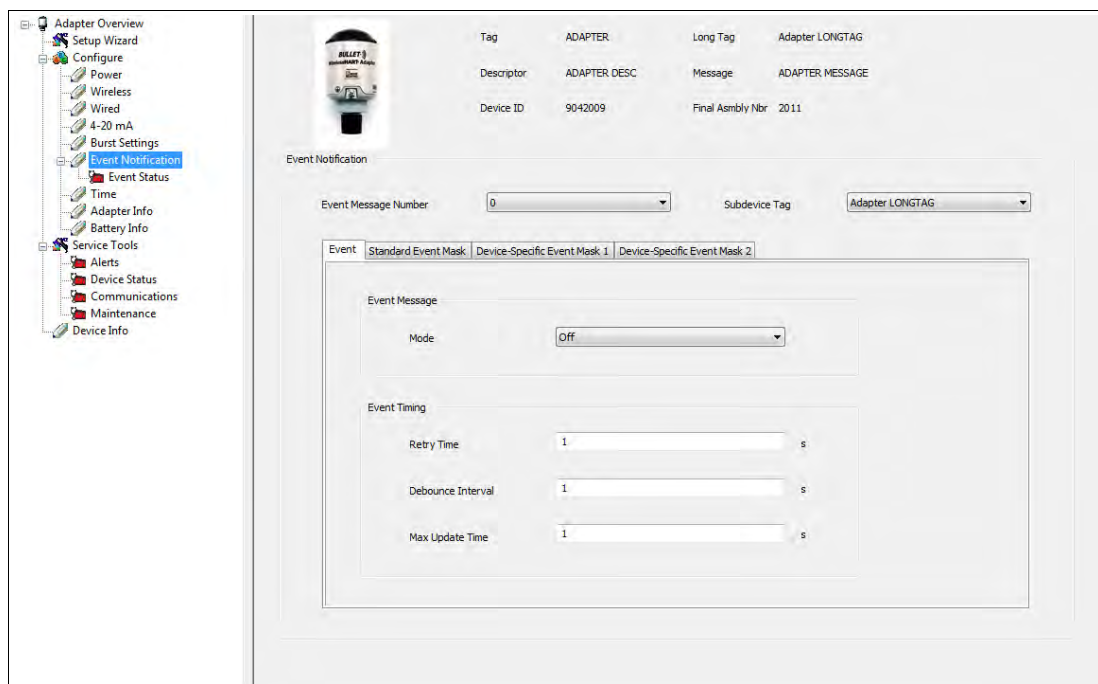 Adapter Overview
Setup Wizard
Configure
Power
Wireless
Wired
4-20 mA
Burst Settings
Event Notification
Event Status
Time
Adapter Info
Battery Info
Service Tools
Alerts
Device Status
Communications
Maintenance
Device Info
BULLET
WirelessHART Adapter
Tag ADAPTER Long Tag Adapter LONGTAG
Descriptor ADAPTER DESC Message ADAPTER MESSAGE
Device ID 9042009 Final Asmbly Nbr 2011
Event Notification
Event Message Number 0 Subdevice Tag Adapter LONGTAG
Event Standard Event Mask Device-Specific Event Mask 1 Device-Specific Event Mask 2
Event Message
Mode Off
Event Timing
Retry Time 1 s
Debounce Interval 1 s
Max Update Time 1 s